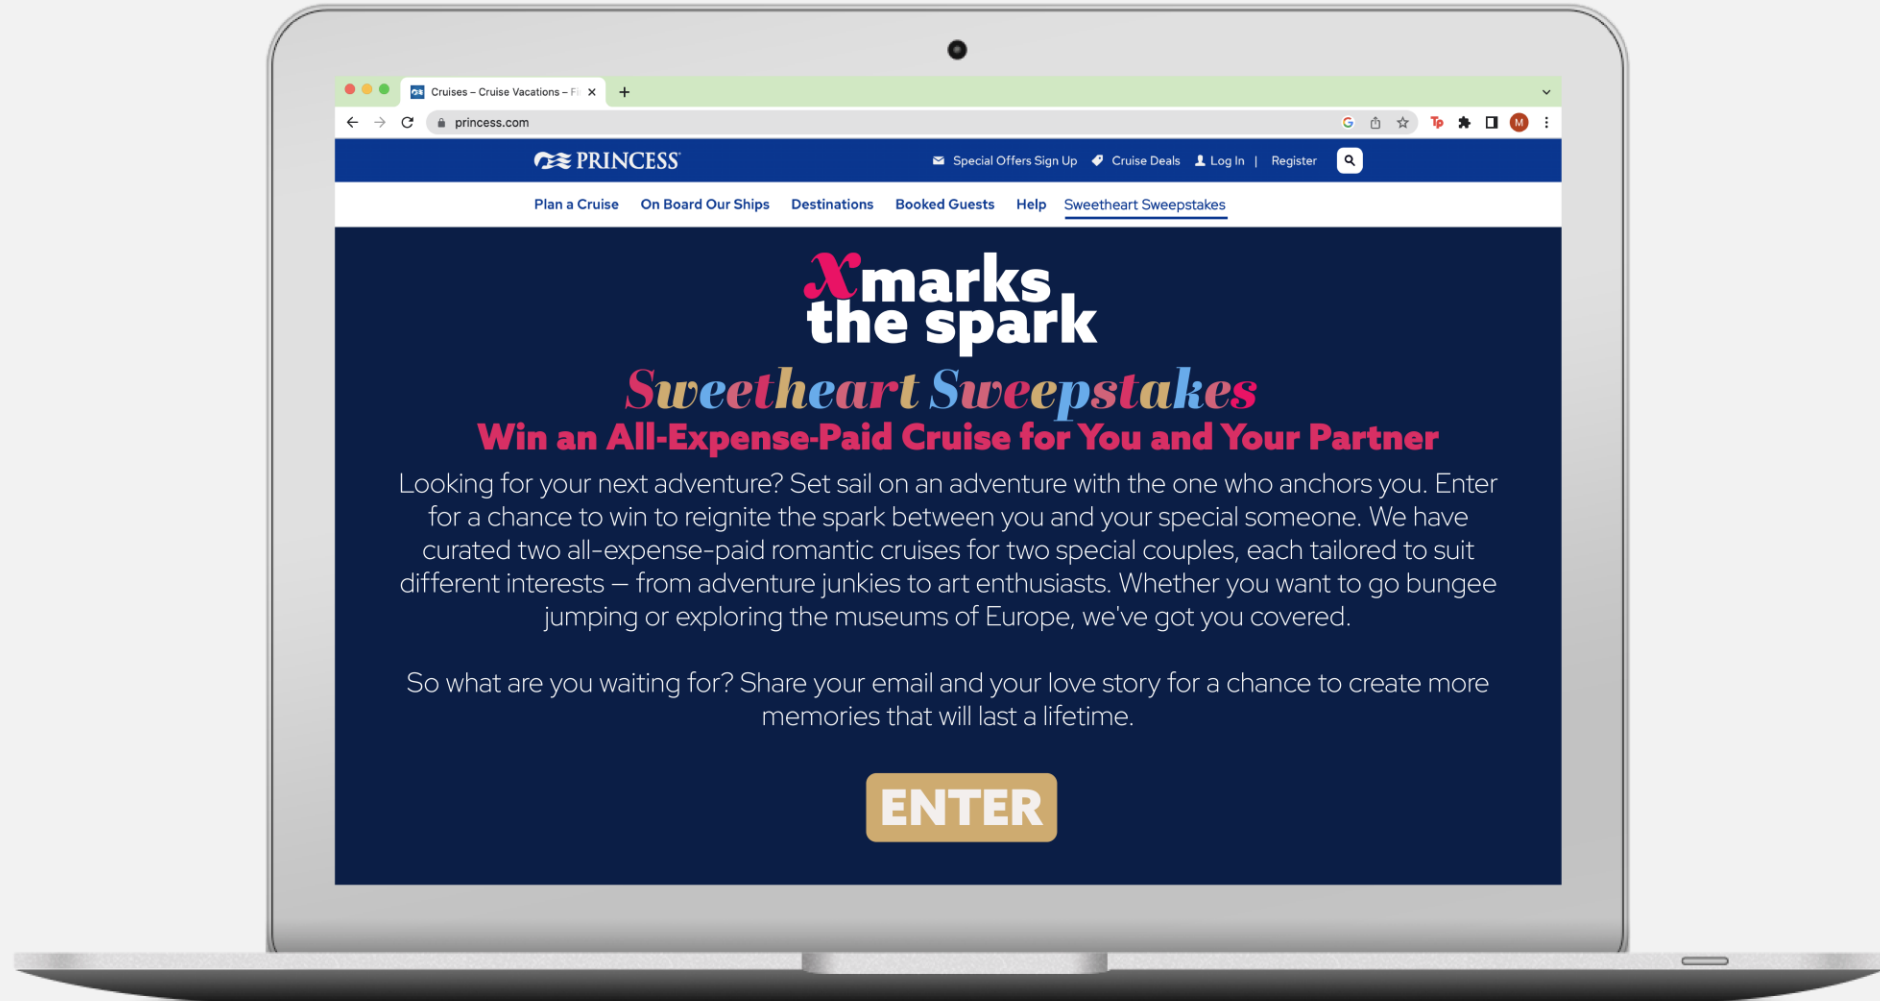 Cruises – Cruise Vacations – Fi
princess.com
M
PRINCESS
Special Offers Sign Up
Cruise Deals
Log In | Register
Plan a Cruise
On Board Our Ships
Destinations
Booked Guests
Help
Sweetheart Sweepstakes
Xmarks
the spark
Sweetheart Sweepstakes
Win an All-Expense-Paid Cruise for You and Your Partner
Looking for your next adventure? Set sail on an adventure with the one who anchors you. Enter
for a chance to win to reignite the spark between you and your special someone. We have
curated two all-expense-paid romantic cruises for two special couples, each tailored to suit
different interests — from adventure junkies to art enthusiasts. Whether you want to go bungee
jumping or exploring the museums of Europe, we've got you covered.
So what are you waiting for? Share your email and your love story for a chance to create more
memories that will last a lifetime.
ENTER